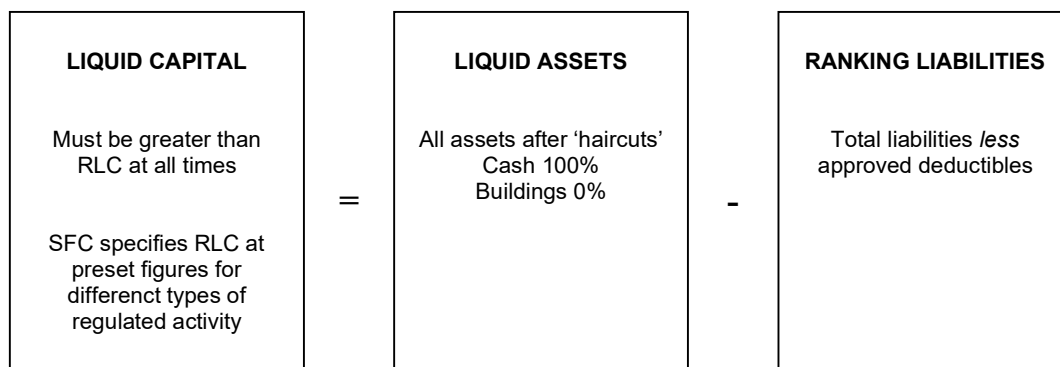 LIQUID CAPITAL
Must be greater than
RLC at all times
SFC specifies RLC at
preset figures for
differenct types of
regulated activity
=
LIQUID ASSETS
All assets after ‘haircuts’
Cash 100%
Buildings 0%
-
RANKING LIABILITIES
Total liabilities less
approved deductibles